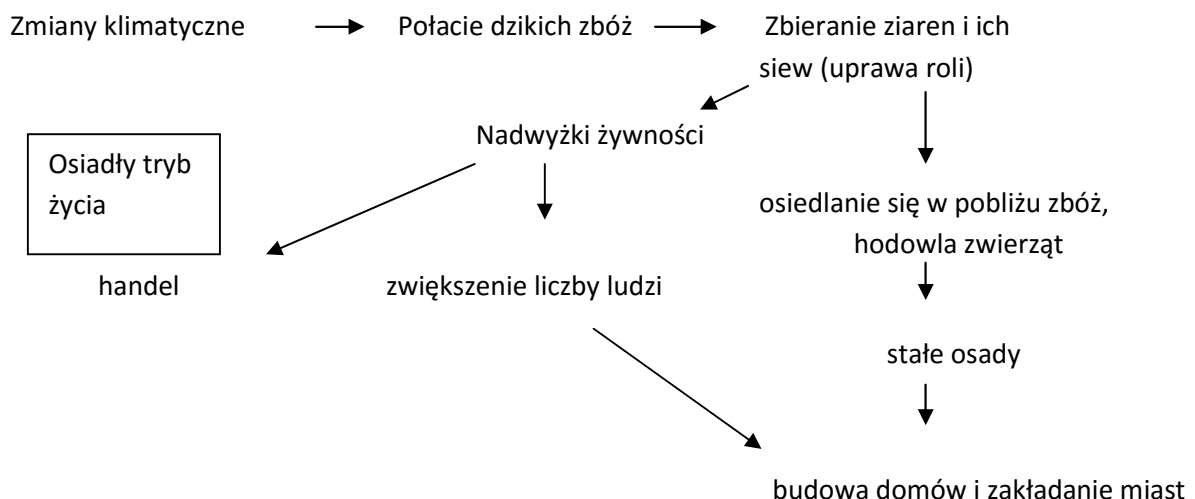 Zmiany klimatyczne
Połacie dzikich zbóż
Zbieranie ziaren i ich
siew (uprawa roli)
Nadwyżki żywności
Osiadły tryb
życia
osiedlanie się w pobliżu zbóż,
hodowla zwierząt
handel
zwiększenie liczby ludzi
stałe osady
budowa domów i zakładanie miast